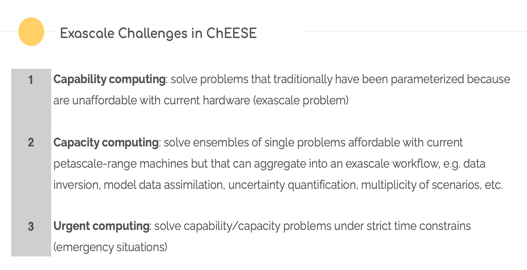 Exascale Challenges in ChEESE
1 Capability computing: solve problems that traditionally have been parameterized because
are unaffordable with current hardware (exascale problem)
2 Capacity computing: solve ensembles of single problems affordable with current
petascale-range machines but that can aggregate into an exascale workflow, e.g. data
inversion, model data assimilation, uncertainty quantification, multiplicity of scenarios, etc.
3 Urgent computing: solve capability/capacity problems under strict time constrains
(emergency situations)